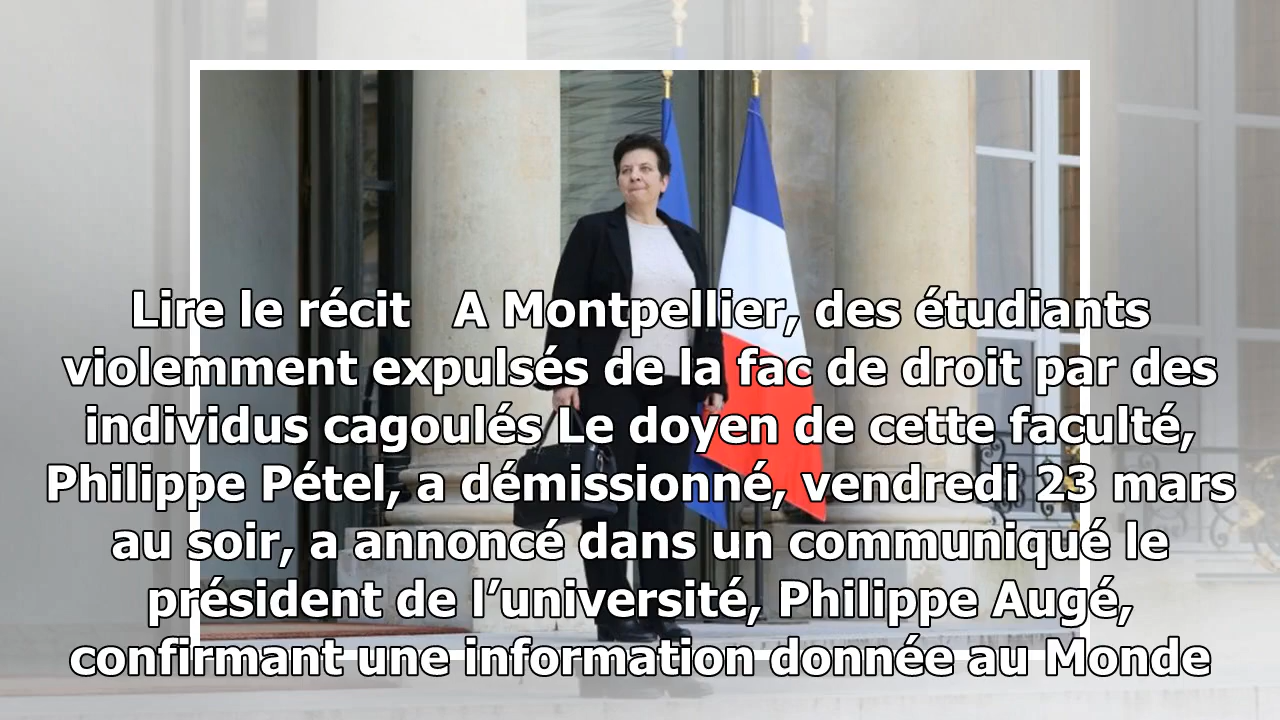 Lire le récit A Montpellier, des étudiants
violemment expulsés de la fac de droit par des
individus cagoulés Le doyen de cette faculté,
Philippe Pétel, a démissionné, vendredi 23 mars
au soir, a annoncé dans un communiqué le
président de l’université, Philippe Augé,
confirmant une information donnée au Monde